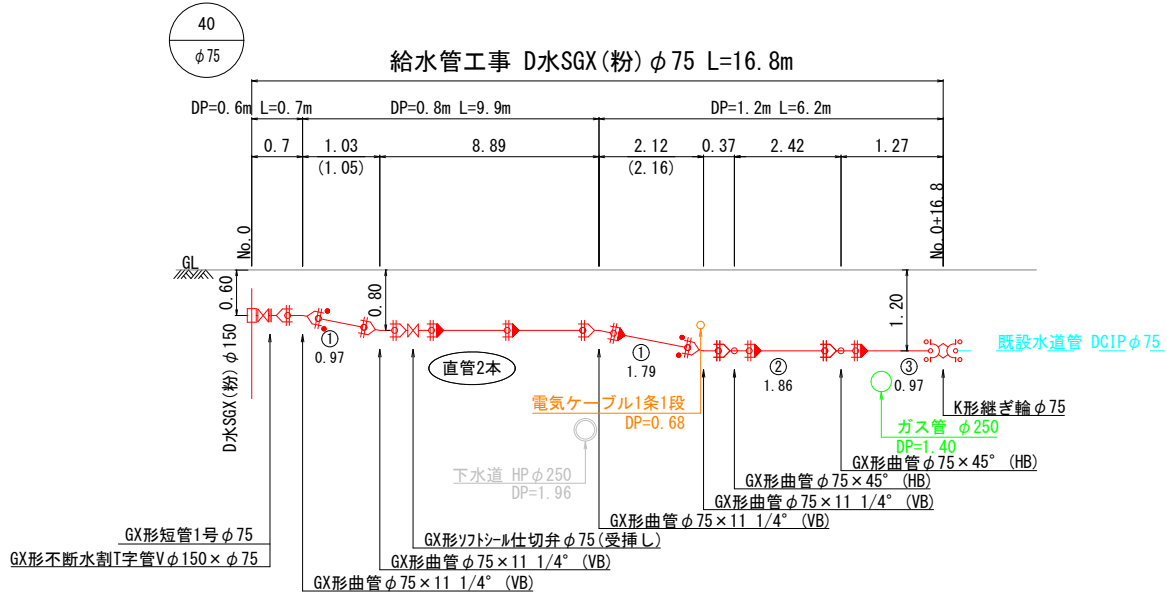 40
φ75
給水管工事 D水SGX(粉)φ75 L=16.8m
DP=0.6m L=0.7m
DP=0.8m L=9.9m
DP=1.2m L=6.2m
0.7
1.03
8.89
2.12
0.37
2.42
1.27
(1.05)
(2.16)
No.0
No.0+16.8
GL
0.60
0.80
1.20
D水SGX(粉)φ150
①
0.97
直管2本
①
1.79
②
1.86
③
0.97
既設水道管 DCIPφ75
電気ケーブル1条1段
DP=0.68
K形継ぎ輪φ75
ガス管 φ250
DP=1.40
下水道 HPφ250
DP=1.96
GX形曲管φ75×45° (HB)
GX形曲管φ75×45° (HB)
GX形曲管φ75×11 1/4° (VB)
GX形曲管φ75×11 1/4° (VB)
GX形短管1号φ75
GX形ソフトシール仕切弁φ75(受挿し)
GX形不断水割T字管Vφ150×φ75
GX形曲管φ75×11 1/4° (VB)
GX形曲管φ75×11 1/4° (VB)